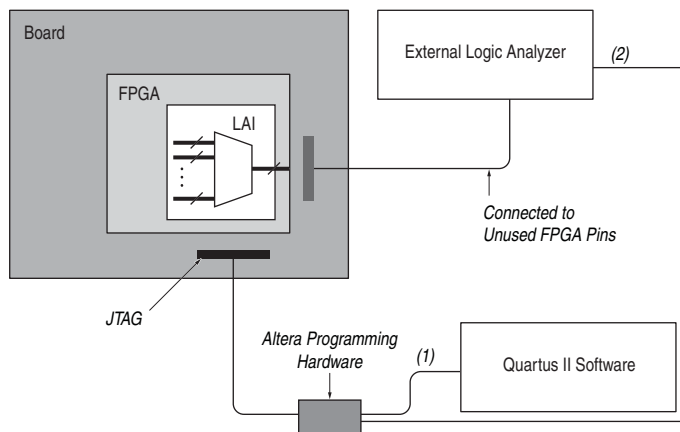 Board
External Logic Analyzer
(2)
FPGA
LAI
Connected to
Unused FPGA Pins
JTAG
Altera Programming
Hardware
(1)
Quartus II Software